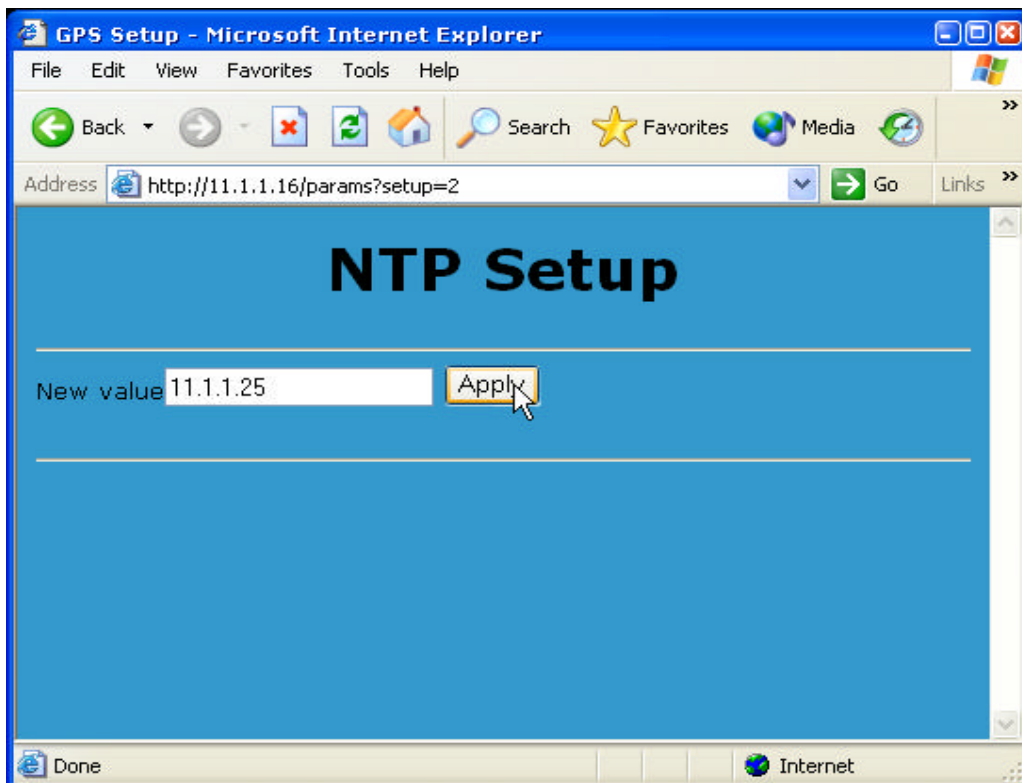 GPS Setup - Microsoft Internet Explorer
File Edit View Favorites Tools Help
Back Search Favorites Media »
Address http://11.1.1.16/params?setup=2 Go Links »
NTP Setup
New value 11.1.1.25 Apply
Done Internet